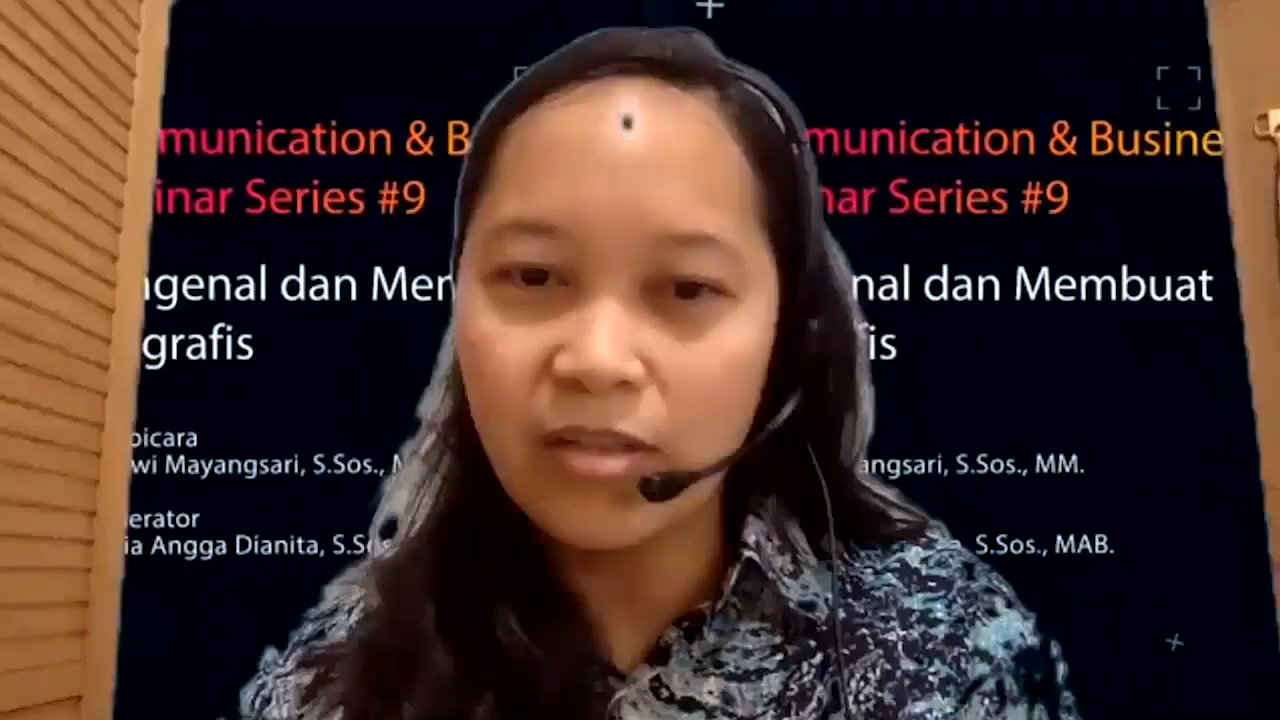 munication & B
inar Series #9
ngenal dan Men
grafis
bicara
wi Mayangsari, S.Sos., M
erator
ia Angga Dianita, S.Sos
munication & Busine
nar Series #9
nal dan Membuat
is
angsari, S.Sos., MM.
S.Sos., MAB.